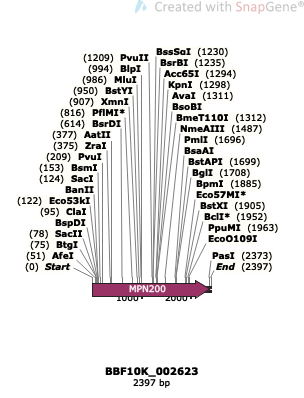 Created with SnapGene®
(1209) PvuII
(994) BlpI
(986) MluI
(950) BstYI
(907) XmnI
(816) PflMI*
(614) BsrDI
(377) AatII
(375) ZraI
(209) PvuI
(153) BsmI
(124) SacI
BanII
(122) Eco53kI
(95) ClaI
BspDI
(78) SacII
(75) BtgI
(51) AfeI
(0) Start
BssSαI (1230)
BsrBI (1235)
Acc65I (1294)
KpnI (1298)
AvaI (1311)
BsoBI
BmeT110I (1312)
NmeAIII (1487)
PmlI (1696)
BsaAI
BstAPI (1699)
BglI (1708)
BpmI (1885)
Eco57MI*
BstXI (1905)
BclI* (1952)
PpuMI (1963)
EcoO109I
PasI (2373)
End (2397)
MPN200
1000
2000
BBF10K_002623
2397 bp